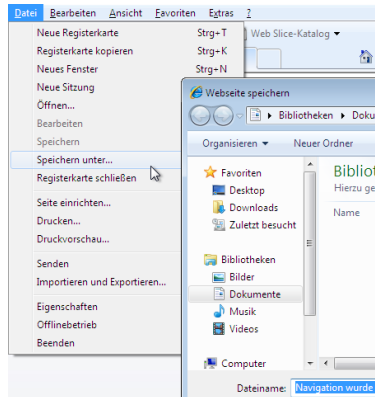 Datei Bearbeiten Ansicht Favoriten Extras ?
Neue Registerkarte Strg+T
Registerkarte kopieren Strg+K
Neues Fenster Strg+N
Neue Sitzung
Öffnen...
Bearbeiten
Speichern
Speichern unter...
Registerkarte schließen
Seite einrichten...
Drucken...
Druckvorschau...
Senden
Importieren und Exportieren...
Eigenschaften
Offlinebetrieb
Beenden
Web Slice-Katalog
Webseite speichern
Bibliotheken Doku
Organisieren Neuer Ordner
Favoriten
Desktop
Downloads
Zuletzt besucht
Bibliotheken
Bilder
Dokumente
Musik
Videos
Computer
Bibliot
Hierzu ge
Name
Dateiname: Navigation wurde